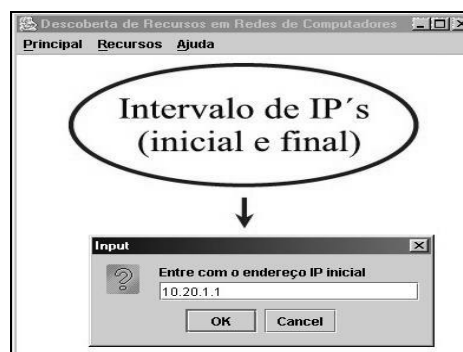 Descoberta de Recursos em Redes de Computadores
Principal Recursos Ajuda
Intervalo de IP´s
(inicial e final)
Input
Entre com o endereço IP inicial
10.20.1.1
OK Cancel